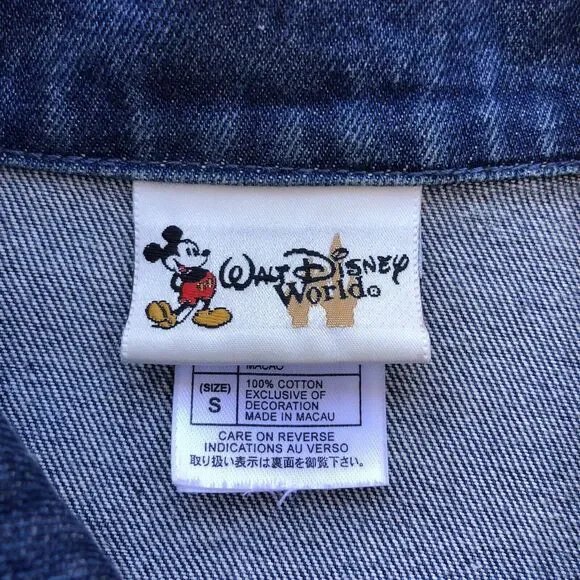 WALT DISNEY
World®
MACAU
(SIZE)
S
100% COTTON
EXCLUSIVE OF
DECORATION
MADE IN MACAU
CARE ON REVERSE
INDICATIONS AU VERSO
取り扱い表示は裏面を御覧下さい。